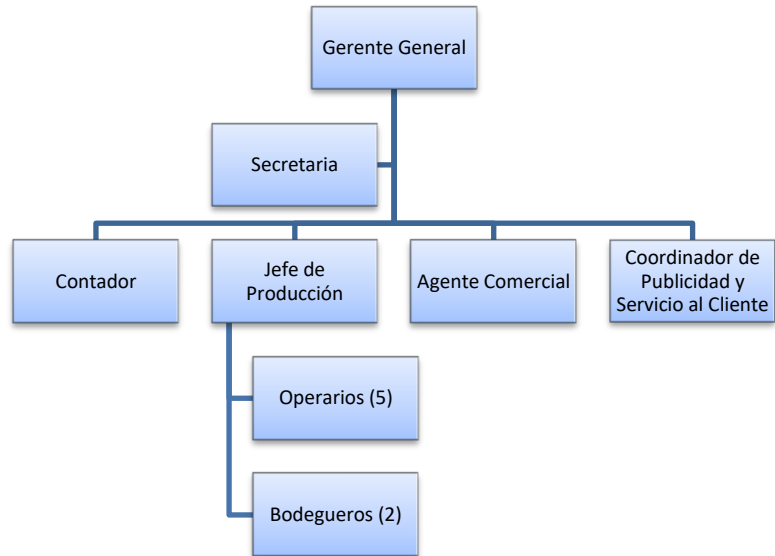 Gerente General
Secretaria
Contador
Jefe de
Producción
Agente Comercial
Coordinador de
Publicidad y
Servicio al Cliente
Operarios (5)
Bodegueros (2)